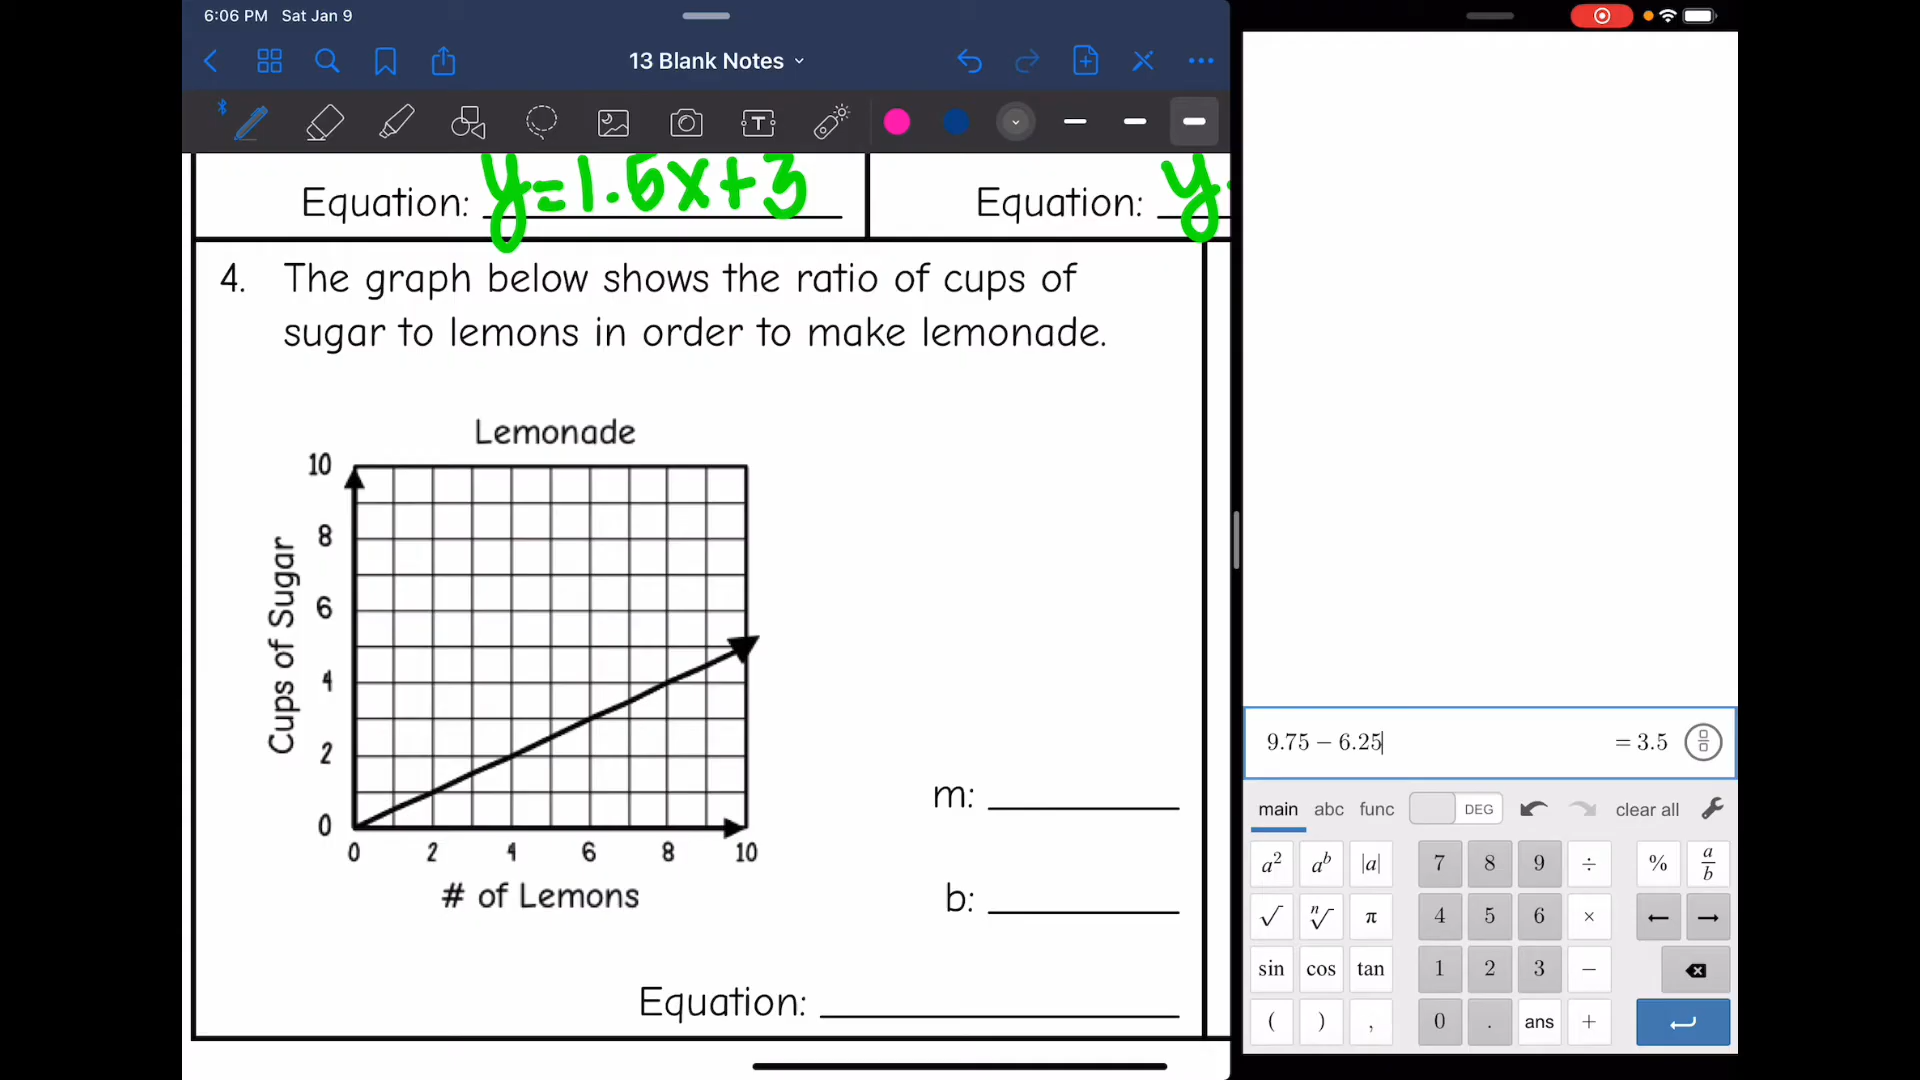 6:06 PM Sat Jan 9
13 Blank Notes
T
Equation: y=1.5x+3
Equation: y
4. The graph below shows the ratio of cups of
sugar to lemons in order to make lemonade.
Lemonade
10
8
6
4
2
0
Cups of Sugar
0 2 4 6 8 10
# of Lemons
m:
b:
Equation:
9.75 − 6.25 = 3.5
main abc func DEG clear all
a² aᵇ |a| 7 8 9 ÷ % a/b
√ ⁿ√ π 4 5 6 × ← →
sin cos tan 1 2 3 −
( ) , 0 . ans +